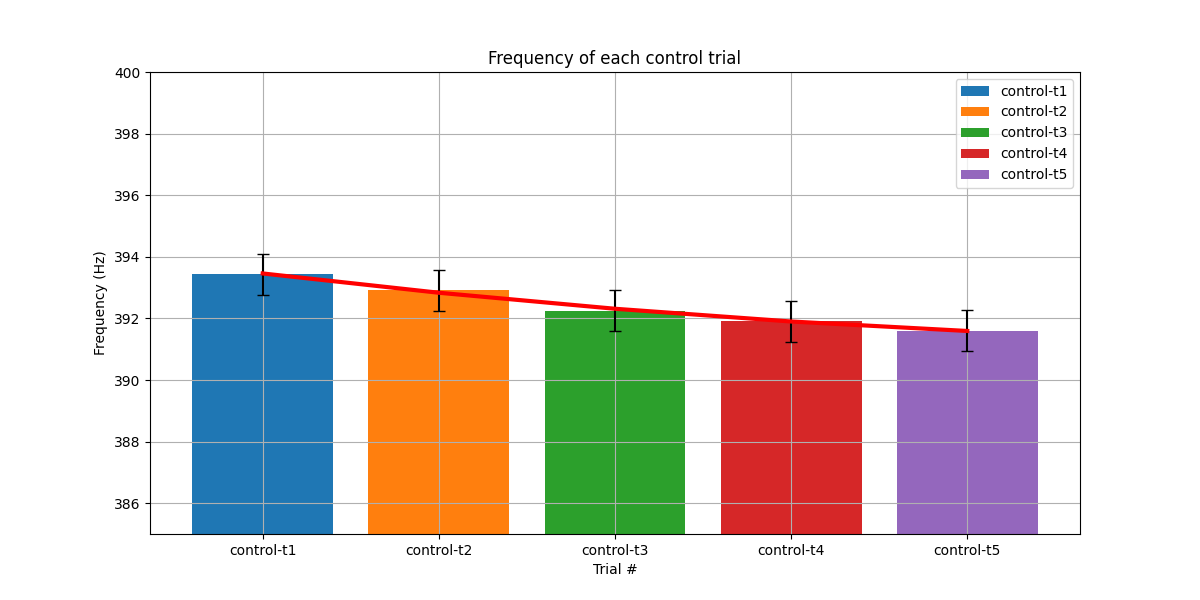 Frequency of each control trial
400
398
396
394
392
390
388
386
Frequency (Hz)
control-t1
control-t2
control-t3
control-t4
control-t5
control-t1
control-t2
control-t3
control-t4
control-t5
Trial #